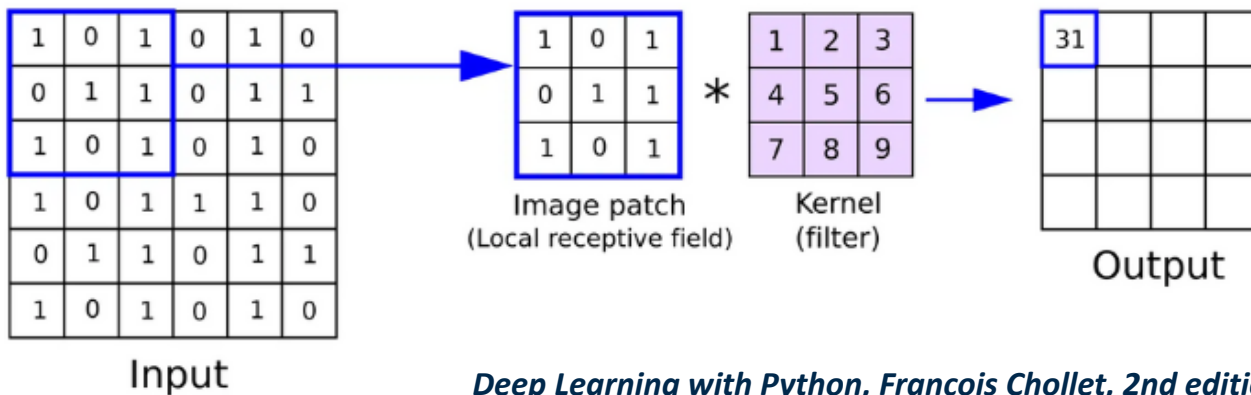 1 0 1 0 1 0
0 1 1 0 1 1
1 0 1 0 1 0
1 0 1 1 1 0
0 1 1 0 1 1
1 0 1 0 1 0
Input
1 0 1
0 1 1
1 0 1
Image patch
(Local receptive field)
*
1 2 3
4 5 6
7 8 9
Kernel
(filter)
31
Output
Deep Learning with Python, Francois Chollet, 2nd editio